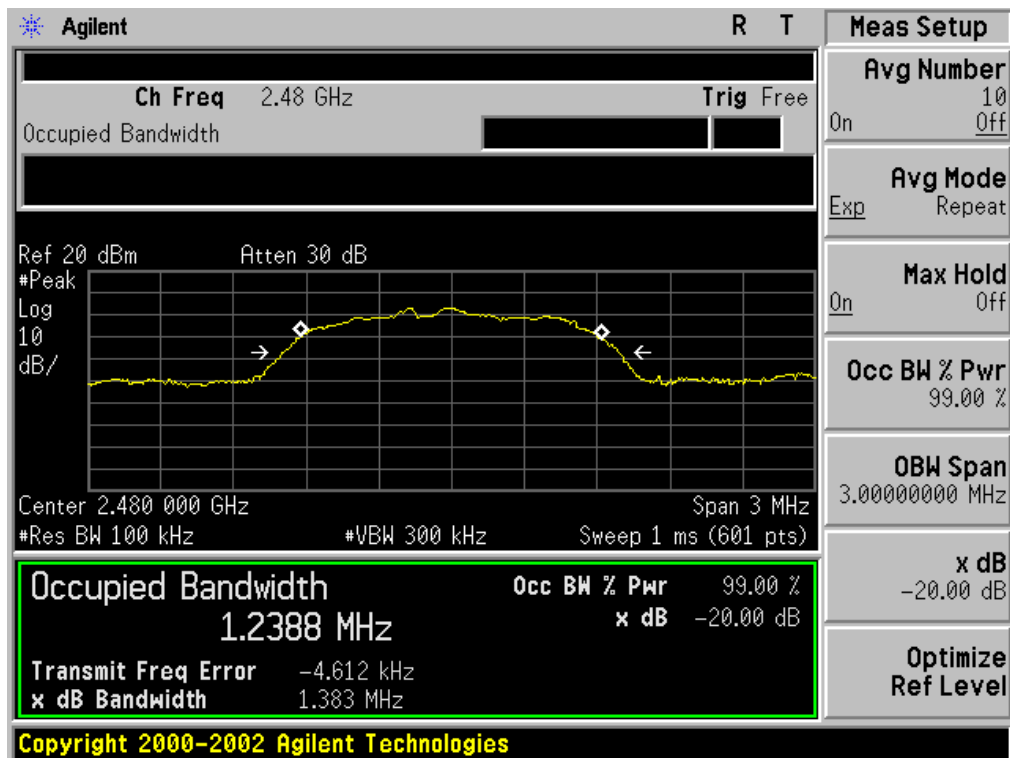 Agilent R T
Ch Freq 2.48 GHz Trig Free
Occupied Bandwidth
Ref 20 dBm Atten 30 dB
#Peak
Log
10
dB/
Center 2.480 000 GHz Span 3 MHz
#Res BW 100 kHz #VBW 300 kHz Sweep 1 ms (601 pts)
Occupied Bandwidth Occ BW % Pwr 99.00 %
1.2388 MHz x dB -20.00 dB
Transmit Freq Error -4.612 kHz
x dB Bandwidth 1.383 MHz
Copyright 2000-2002 Agilent Technologies
Meas Setup
Avg Number
10
On Off
Avg Mode
Exp Repeat
Max Hold
On Off
Occ BW % Pwr
99.00 %
OBW Span
3.00000000 MHz
x dB
-20.00 dB
Optimize
Ref Level